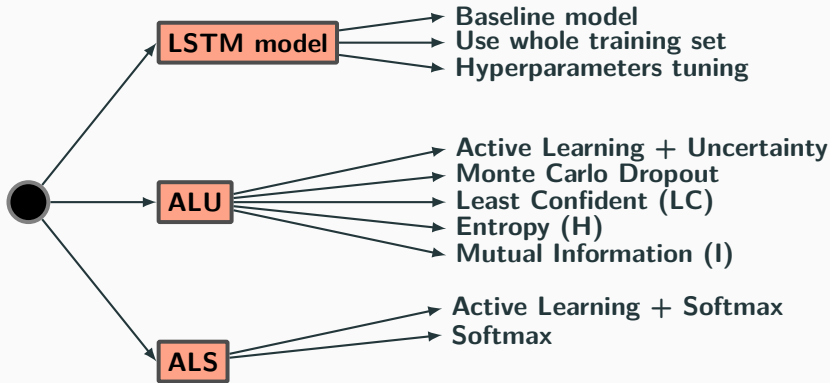 LSTM model
Baseline model
Use whole training set
Hyperparameters tuning
ALU
Active Learning + Uncertainty
Monte Carlo Dropout
Least Confident (LC)
Entropy (H)
Mutual Information (I)
ALS
Active Learning + Softmax
Softmax